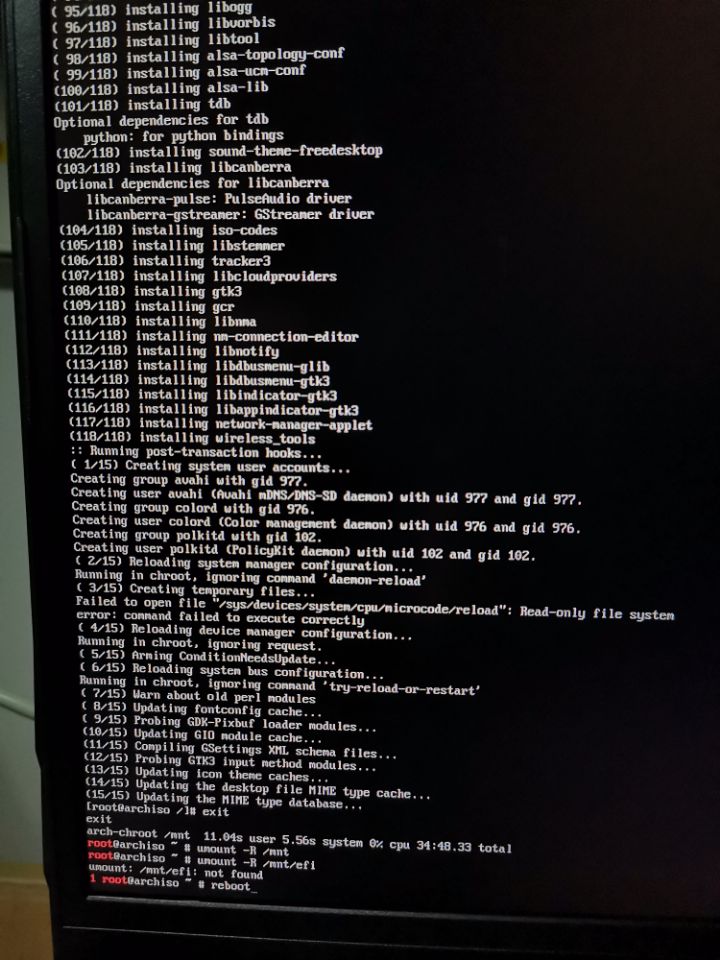 ( 95/118) installing libogg
( 96/118) installing libvorbis
( 97/118) installing libtool
( 98/118) installing alsa-topology-conf
( 99/118) installing alsa-ucm-conf
(100/118) installing alsa-lib
(101/118) installing tdb
Optional dependencies for tdb
    python: for python bindings
(102/118) installing sound-theme-freedesktop
(103/118) installing libcanberra
Optional dependencies for libcanberra
    libcanberra-pulse: PulseAudio driver
    libcanberra-gstreamer: GStreamer driver
(104/118) installing iso-codes
(105/118) installing libstemmer
(106/118) installing tracker3
(107/118) installing libcloudproviders
(108/118) installing gtk3
(109/118) installing gcr
(110/118) installing libnma
(111/118) installing nm-connection-editor
(112/118) installing libnotify
(113/118) installing libdbusmenu-glib
(114/118) installing libdbusmenu-gtk3
(115/118) installing libindicator-gtk3
(116/118) installing libappindicator-gtk3
(117/118) installing network-manager-applet
(118/118) installing wireless_tools
:: Running post-transaction hooks...
( 1/15) Creating system user accounts...
Creating group avahi with gid 977.
Creating user avahi (Avahi mDNS/DNS-SD daemon) with uid 977 and gid 977.
Creating group colord with gid 976.
Creating user colord (Color management daemon) with uid 976 and gid 976.
Creating group polkitd with gid 102.
Creating user polkitd (PolicyKit daemon) with uid 102 and gid 102.
( 2/15) Reloading system manager configuration...
Running in chroot, ignoring command 'daemon-reload'
( 3/15) Creating temporary files...
Failed to open file "/sys/devices/system/cpu/microcode/reload": Read-only file system
error: command failed to execute correctly
( 4/15) Reloading device manager configuration...
Running in chroot, ignoring request.
( 5/15) Arming ConditionNeedsUpdate...
( 6/15) Reloading system bus configuration...
Running in chroot, ignoring command 'try-reload-or-restart'
( 7/15) Warn about old perl modules
( 8/15) Updating fontconfig cache...
( 9/15) Probing GDK-Pixbuf loader modules...
(10/15) Updating GIO module cache...
(11/15) Compiling GSettings XML schema files...
(12/15) Probing GTK3 input method modules...
(13/15) Updating icon theme caches...
(14/15) Updating the desktop file MIME type cache...
(15/15) Updating the MIME type database...
[root@archiso /]# exit
exit
arch-chroot /mnt  11.04s user 5.56s system 0% cpu 34:48.33 total
root@archiso ~ # umount -R /mnt
root@archiso ~ # umount -R /mnt/efi
umount: /mnt/efi: not found
1 root@archiso ~ # reboot_